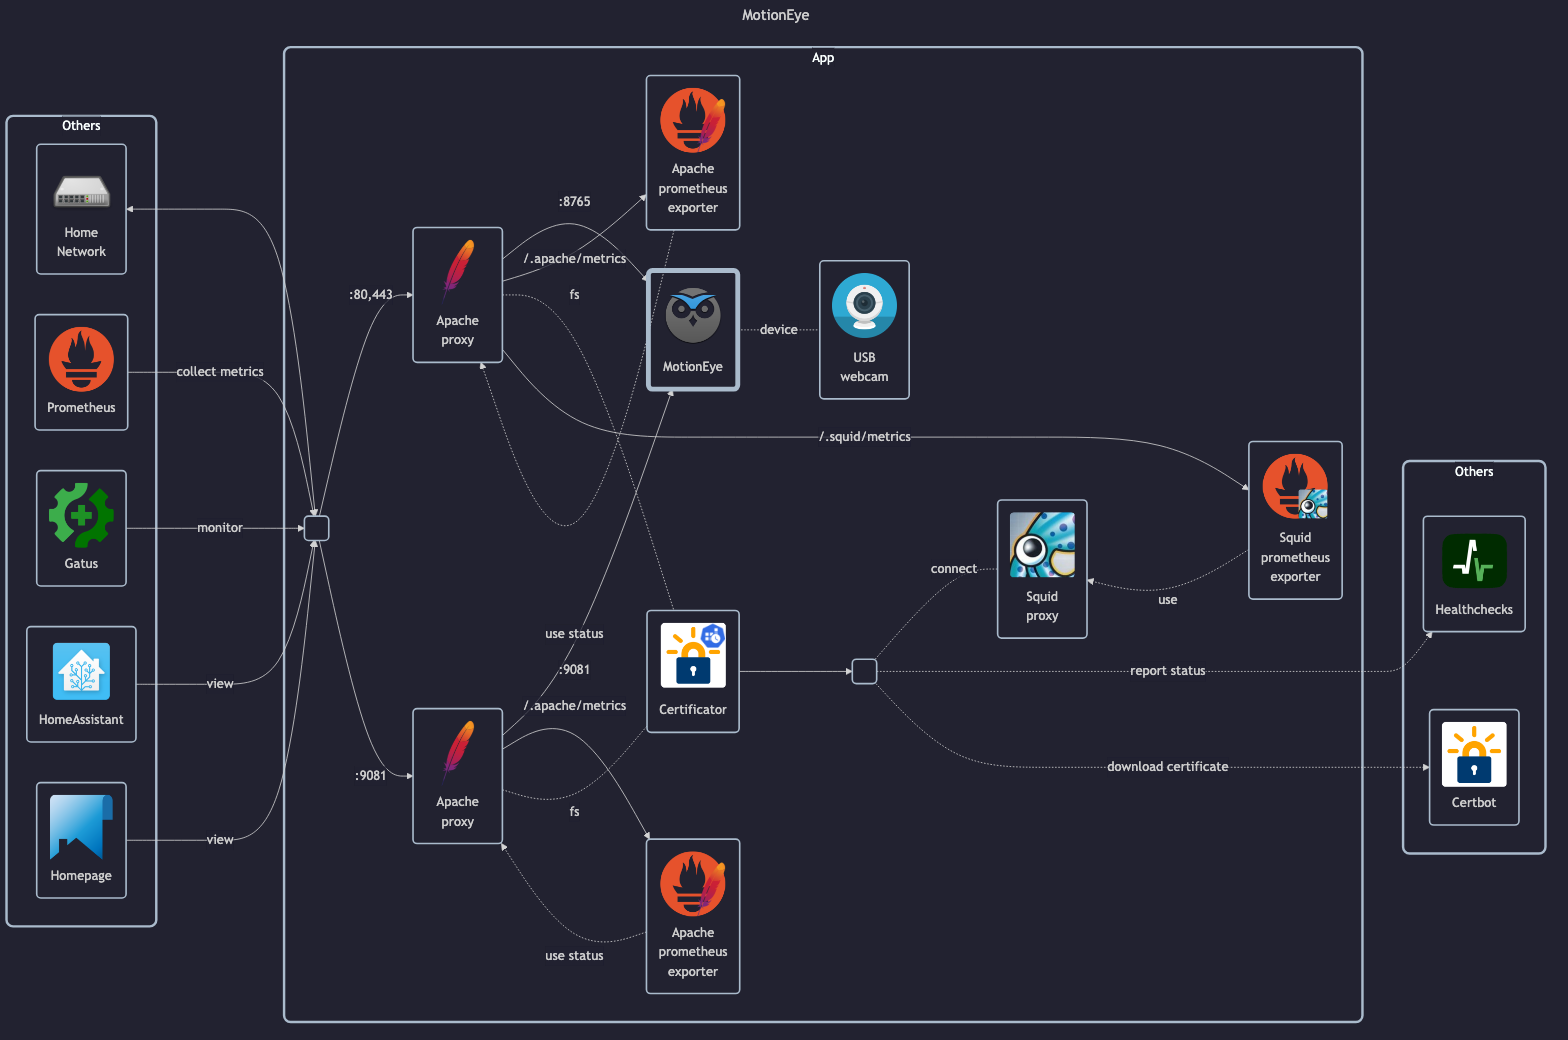 MotionEye
App
Others
Home
Network
Prometheus
Gatus
HomeAssistant
Homepage
collect metrics
monitor
view
view
:80,443
:9081
Apache
proxy
:8765
/.apache/metrics
fs
Apache
prometheus
exporter
MotionEye
device
USB
webcam
/.squid/metrics
use status
:9081
/.apache/metrics
Apache
proxy
fs
use status
Certificator
Apache
prometheus
exporter
connect
Squid
proxy
use
Squid
prometheus
exporter
report status
download certificate
Others
Healthchecks
Certbot